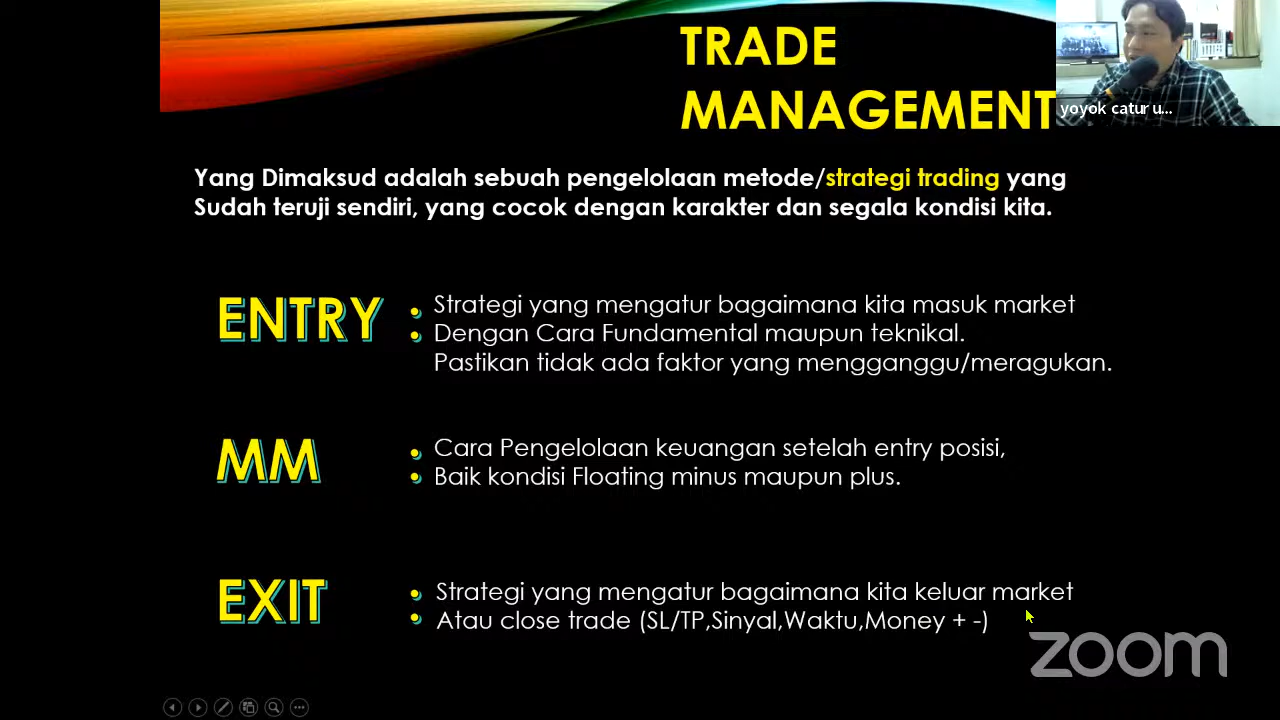 TRADE
MANAGEMENT
yoyok catur u...
Yang Dimaksud adalah sebuah pengelolaan metode/strategi trading yang
Sudah teruji sendiri, yang cocok dengan karakter dan segala kondisi kita.
ENTRY
• Strategi yang mengatur bagaimana kita masuk market
• Dengan Cara Fundamental maupun teknikal.
Pastikan tidak ada faktor yang mengganggu/meragukan.
MM
• Cara Pengelolaan keuangan setelah entry posisi,
• Baik kondisi Floating minus maupun plus.
EXIT
• Strategi yang mengatur bagaimana kita keluar market
• Atau close trade (SL/TP,Sinyal,Waktu,Money + -)
zoom